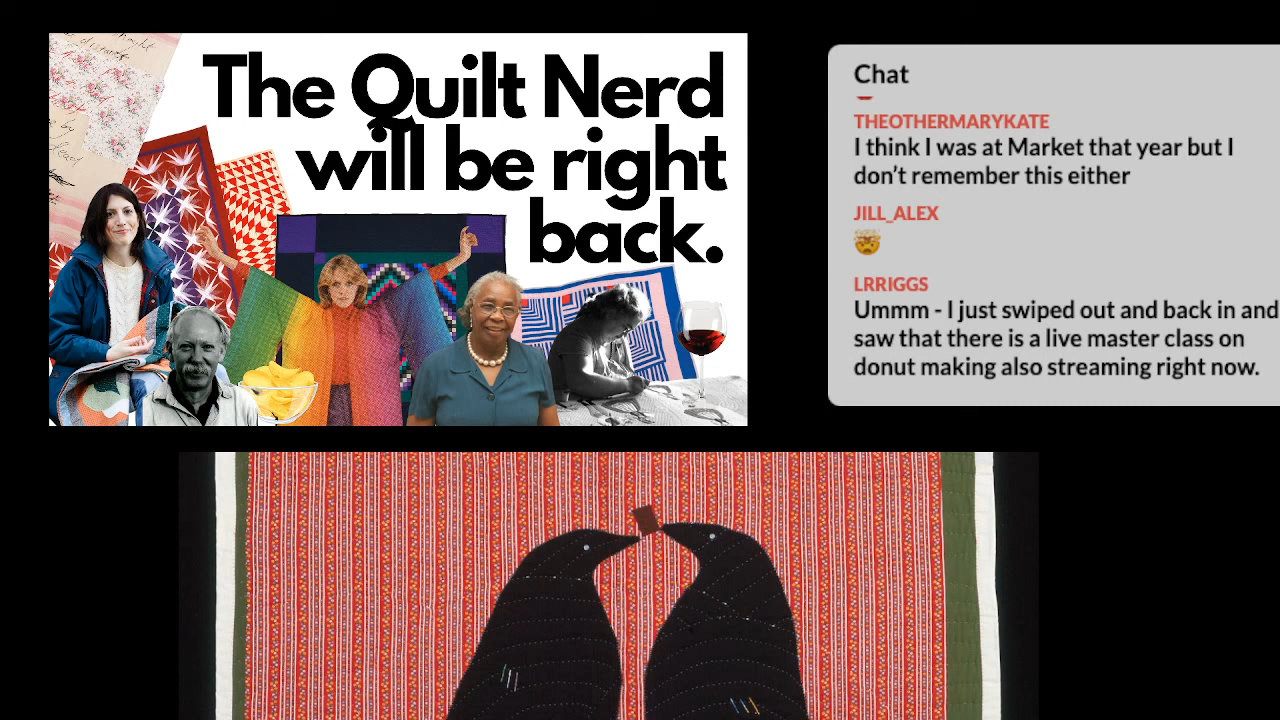 The Quilt Nerd
will be right
back.
Chat
THEOTHERMARYKATE
I think I was at Market that year but I
don't remember this either
JILL_ALEX
LRRIGGS
Ummm - I just swiped out and back in and
saw that there is a live master class on
donut making also streaming right now.